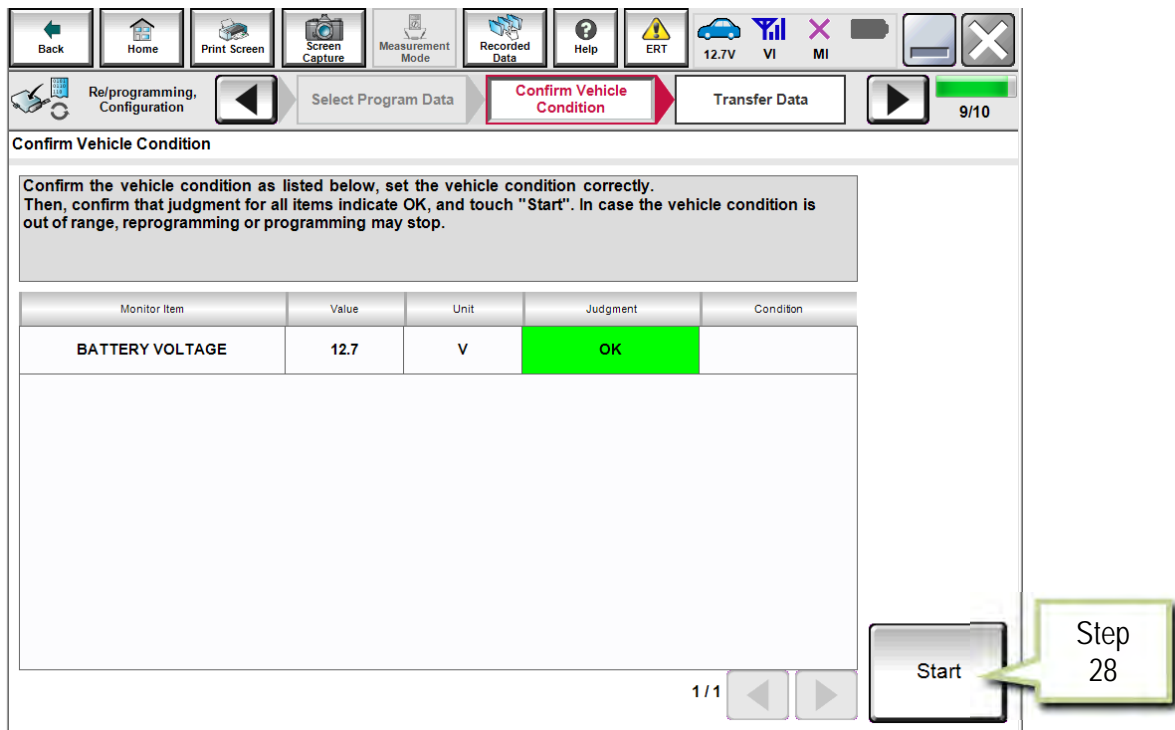 Back
Home
Print Screen
Screen
Capture
Measurement
Mode
Recorded
Data
Help
ERT
12.7V
VI
MI
Re/programming,
Configuration
Select Program Data
Confirm Vehicle
Condition
Transfer Data
9/10
Confirm Vehicle Condition
Confirm the vehicle condition as listed below, set the vehicle condition correctly.
Then, confirm that judgment for all items indicate OK, and touch "Start". In case the vehicle condition is
out of range, reprogramming or programming may stop.
Monitor Item Value Unit Judgment Condition
BATTERY VOLTAGE 12.7 V OK
1/1
Start
Step
28